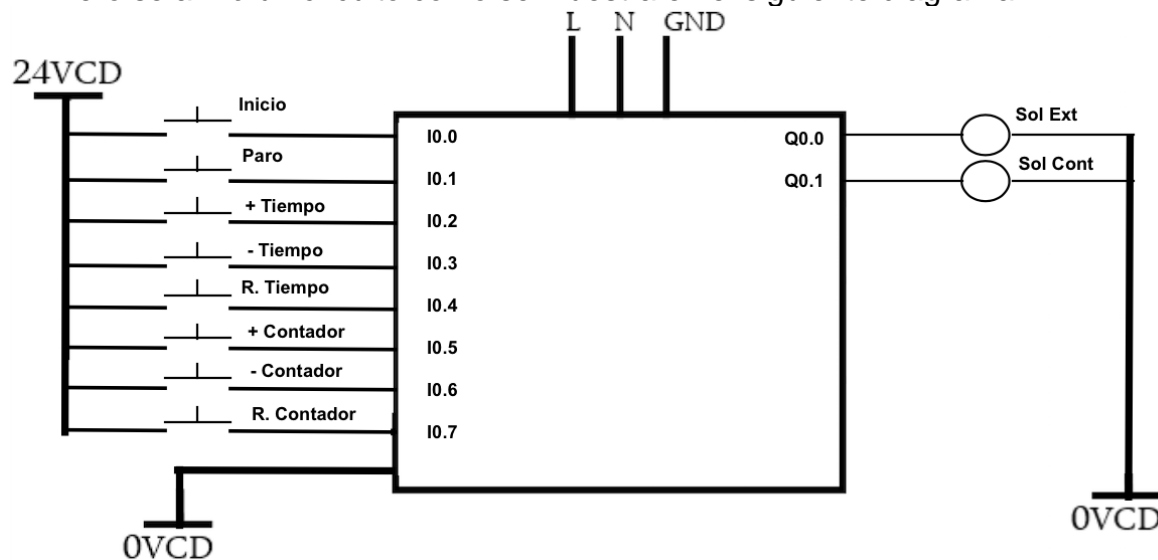 L N GND
24VCD
Inicio
I0.0
Paro
I0.1
+ Tiempo
I0.2
- Tiempo
I0.3
R. Tiempo
I0.4
+ Contador
I0.5
- Contador
I0.6
R. Contador
I0.7
0VCD
Q0.0
Sol Ext
Q0.1
Sol Cont
0VCD